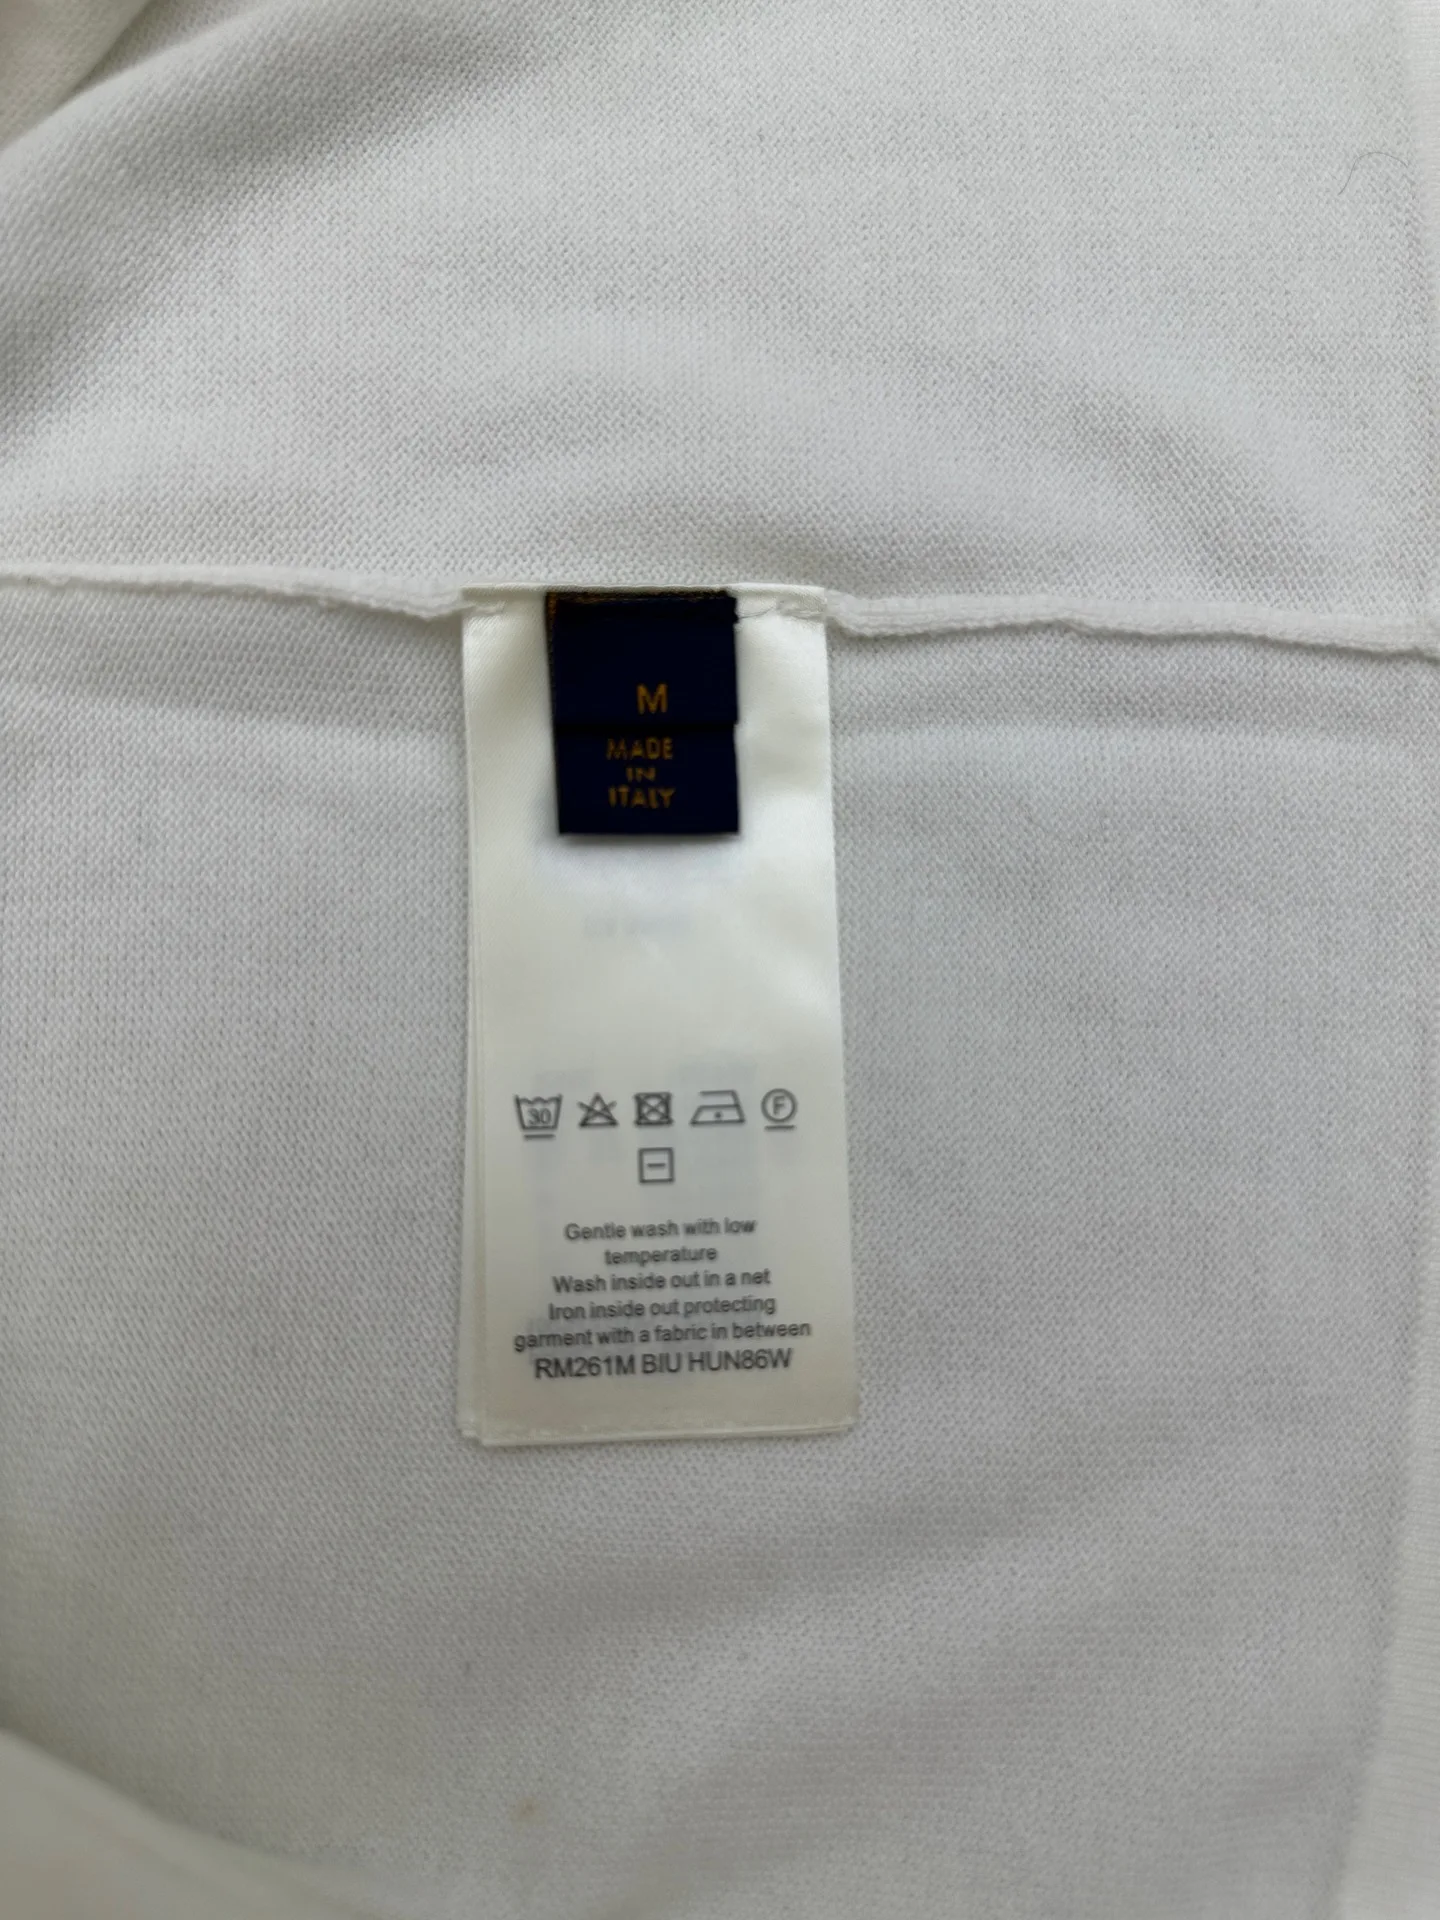 M
MADE
IN
ITALY
30
F
Gentle wash with low
temperature
Wash inside out in a net
Iron inside out protecting
garment with a fabric in between
RM261M BIU HUN86W